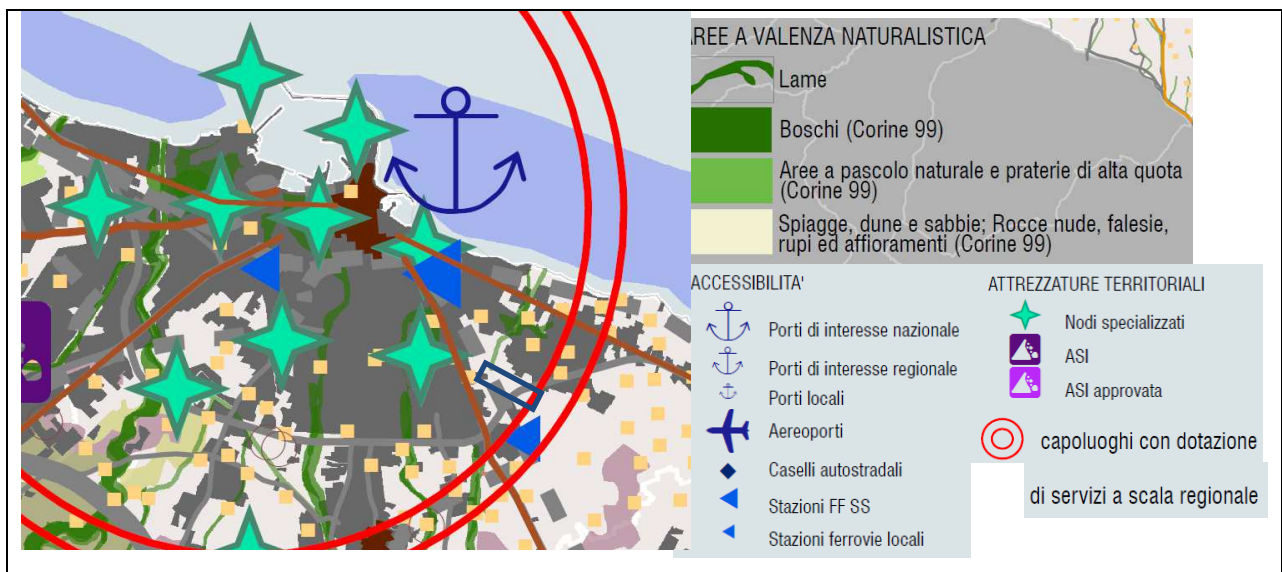 AREE A VALENZA NATURALISTICA
Lame
Boschi (Corine 99)
Aree a pascolo naturale e praterie di alta quota
(Corine 99)
Spiagge, dune e sabbie; Rocce nude, falesie,
rupi ed affioramenti (Corine 99)
ACCESSIBILITA'
Porti di interesse nazionale
Porti di interesse regionale
Porti locali
Aereoporti
Caselli autostradali
Stazioni FF SS
Stazioni ferrovie locali
ATTREZZATURE TERRITORIALI
Nodi specializzati
ASI
ASI approvata
capoluoghi con dotazione
di servizi a scala regionale